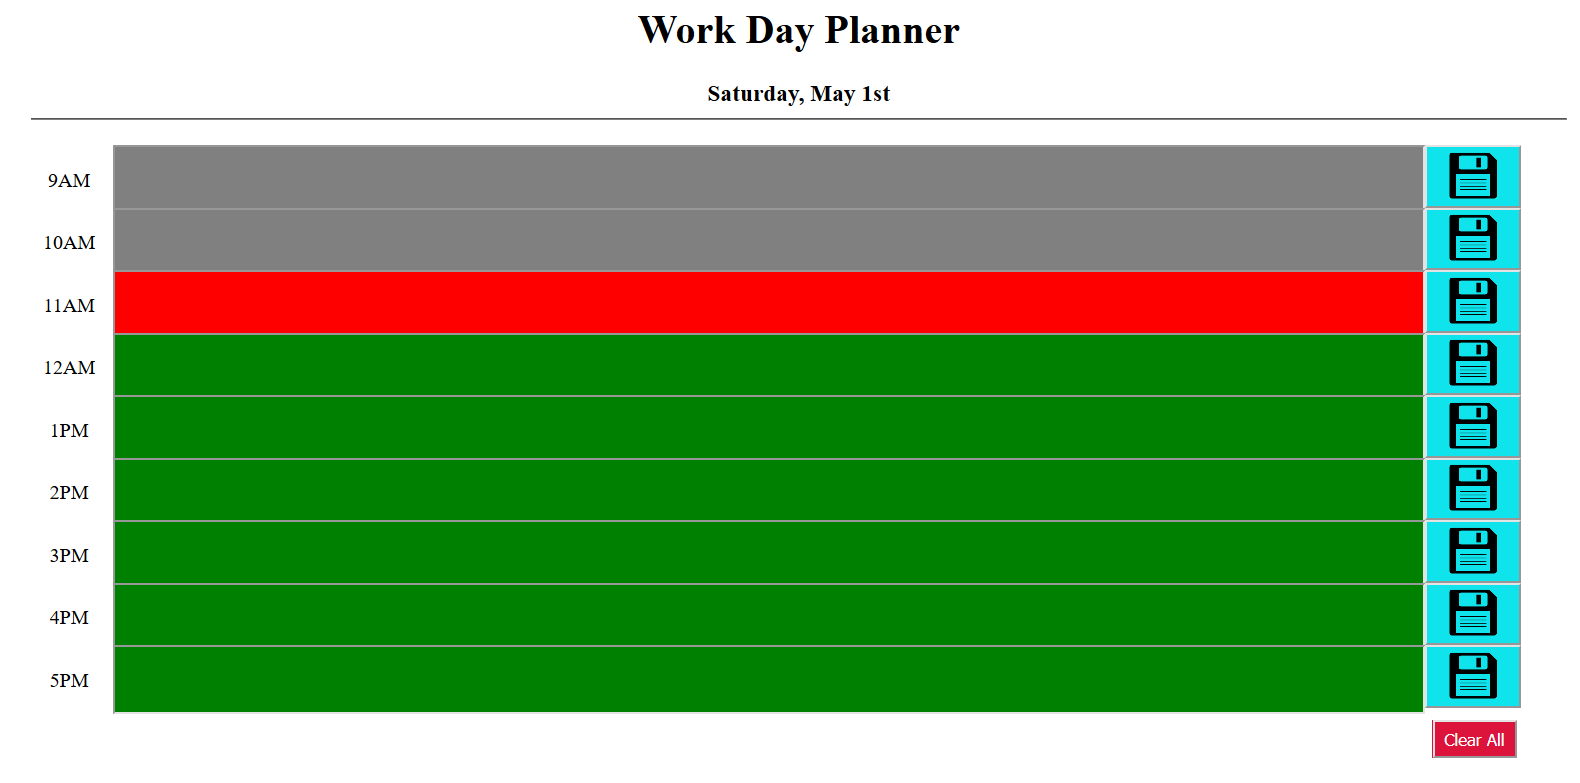 Work Day Planner
Saturday, May 1st
9AM
10AM
11AM
12AM
1PM
2PM
3PM
4PM
5PM
Clear All